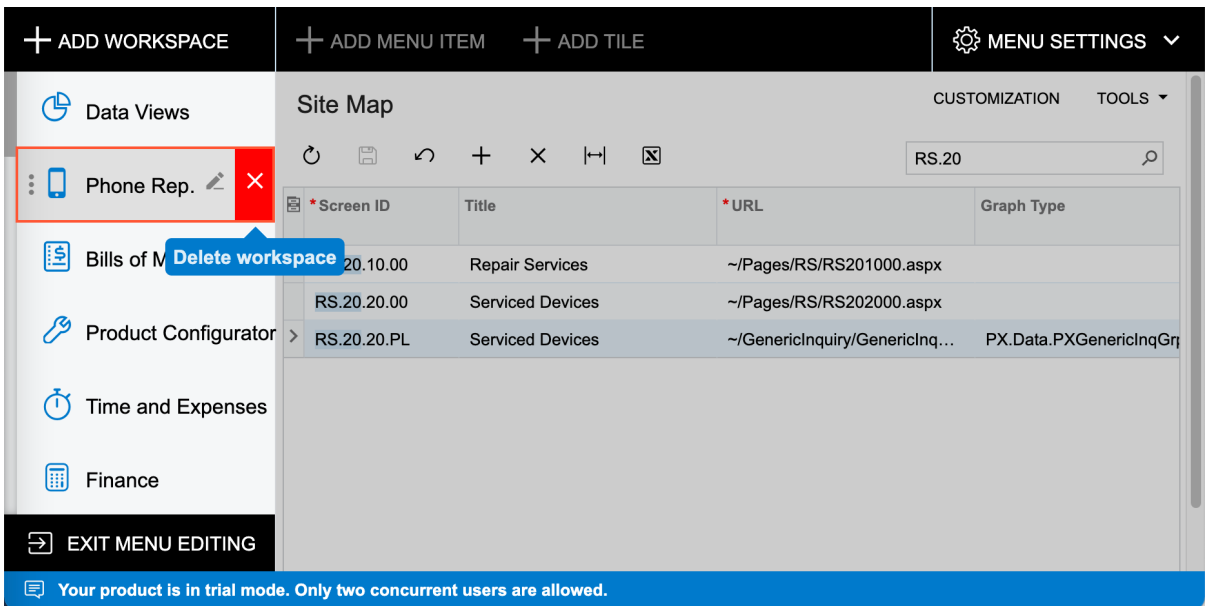 ADD WORKSPACE
ADD MENU ITEM
ADD TILE
MENU SETTINGS
Data Views
Phone Rep.
Delete workspace
Bills of M
Product Configurator
Time and Expenses
Finance
EXIT MENU EDITING
Site Map
CUSTOMIZATION
TOOLS
RS.20
* Screen ID Title * URL Graph Type
20.10.00 Repair Services ~/Pages/RS/RS201000.aspx
RS.20.20.00 Serviced Devices ~/Pages/RS/RS202000.aspx
RS.20.20.PL Serviced Devices ~/GenericInquiry/GenericInq... PX.Data.PXGenericInqGrp
Your product is in trial mode. Only two concurrent users are allowed.